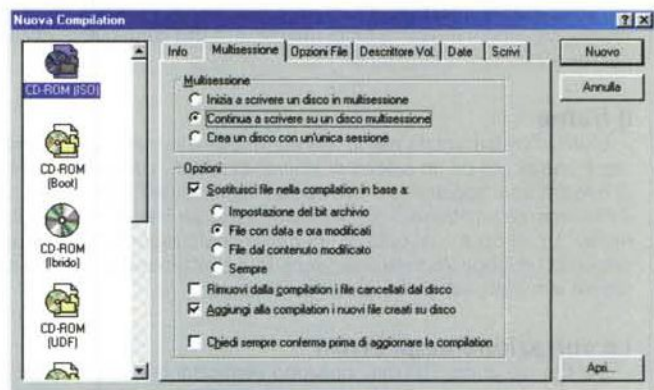 Nuova Compilation
CD-ROM (ISO)
CD-ROM
(Boot)
CD-ROM
(Ibrido)
CD-ROM
(UDF)
Info Multisessione Opzioni File Descrittore Vol. Date Scrivi
Multisessione
Inizia a scrivere un disco in multisessione
Continua a scrivere su un disco multisessione
Crea un disco con un'unica sessione
Opzioni
Sostituisci file nella compilation in base a:
Impostazione del bit archivio
File con data e ora modificati
File dal contenuto modificato
Sempre
Rimuovi dalla compilation i file cancellati dal disco
Aggiungi alla compilation i nuovi file creati su disco
Chiedi sempre conferma prima di aggiornare la compilation
Nuovo
Annulla
Apri...